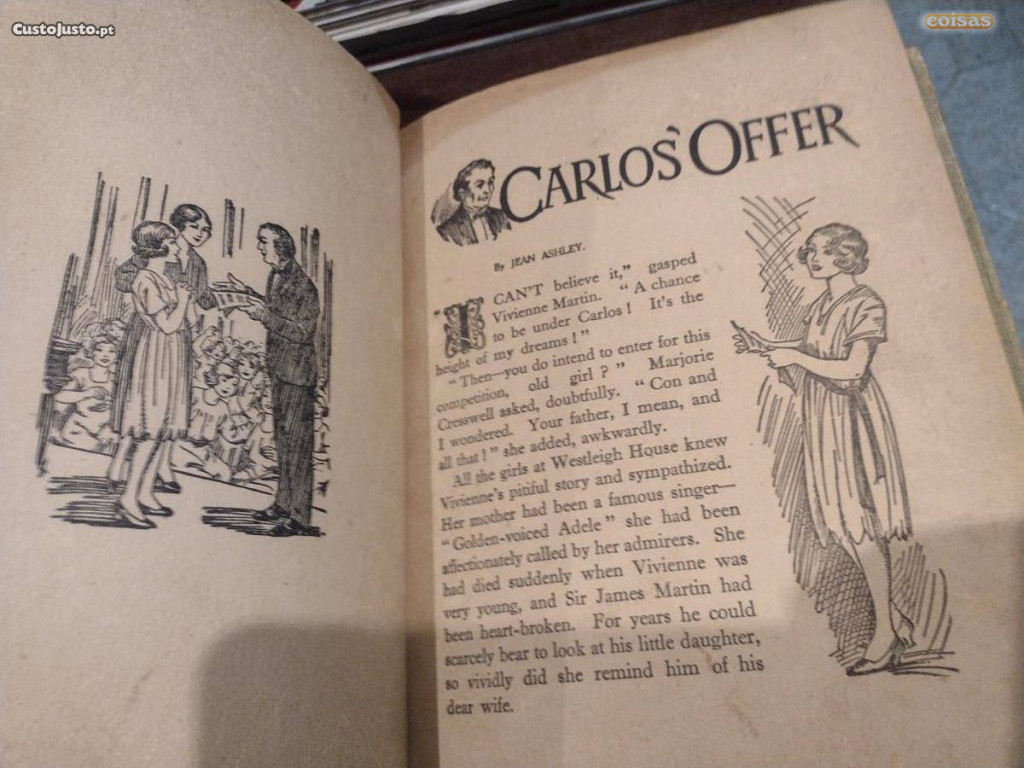 CustoJusto.pt
coisas
CARLOS' OFFER
By JEAN ASHLEY.
"I CAN'T believe it," gasped
Vivienne Martin. "A chance
to be under Carlos! It's the
height of my dreams!"
"Then—you do intend to enter for this
competition, old girl?" Marjorie
Cresswell asked, doubtfully. "Con and
I wondered. Your father, I mean, and
all that!" she added, awkwardly.
All the girls at Westleigh House knew
Vivienne's pitiful story and sympathized.
Her mother had been a famous singer—
"Golden-voiced Adele" she had been
affectionately called by her admirers. She
had died suddenly when Vivienne was
very young, and Sir James Martin had
been heart-broken. For years he could
scarcely bear to look at his little daughter,
so vividly did she remind him of his
dear wife.